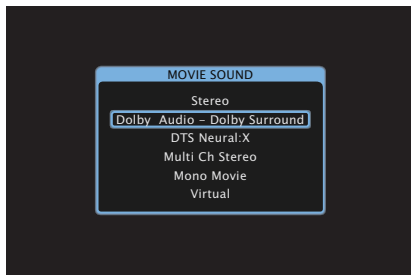 MOVIE SOUND
Stereo
Dolby Audio – Dolby Surround
DTS Neural:X
Multi Ch Stereo
Mono Movie
Virtual